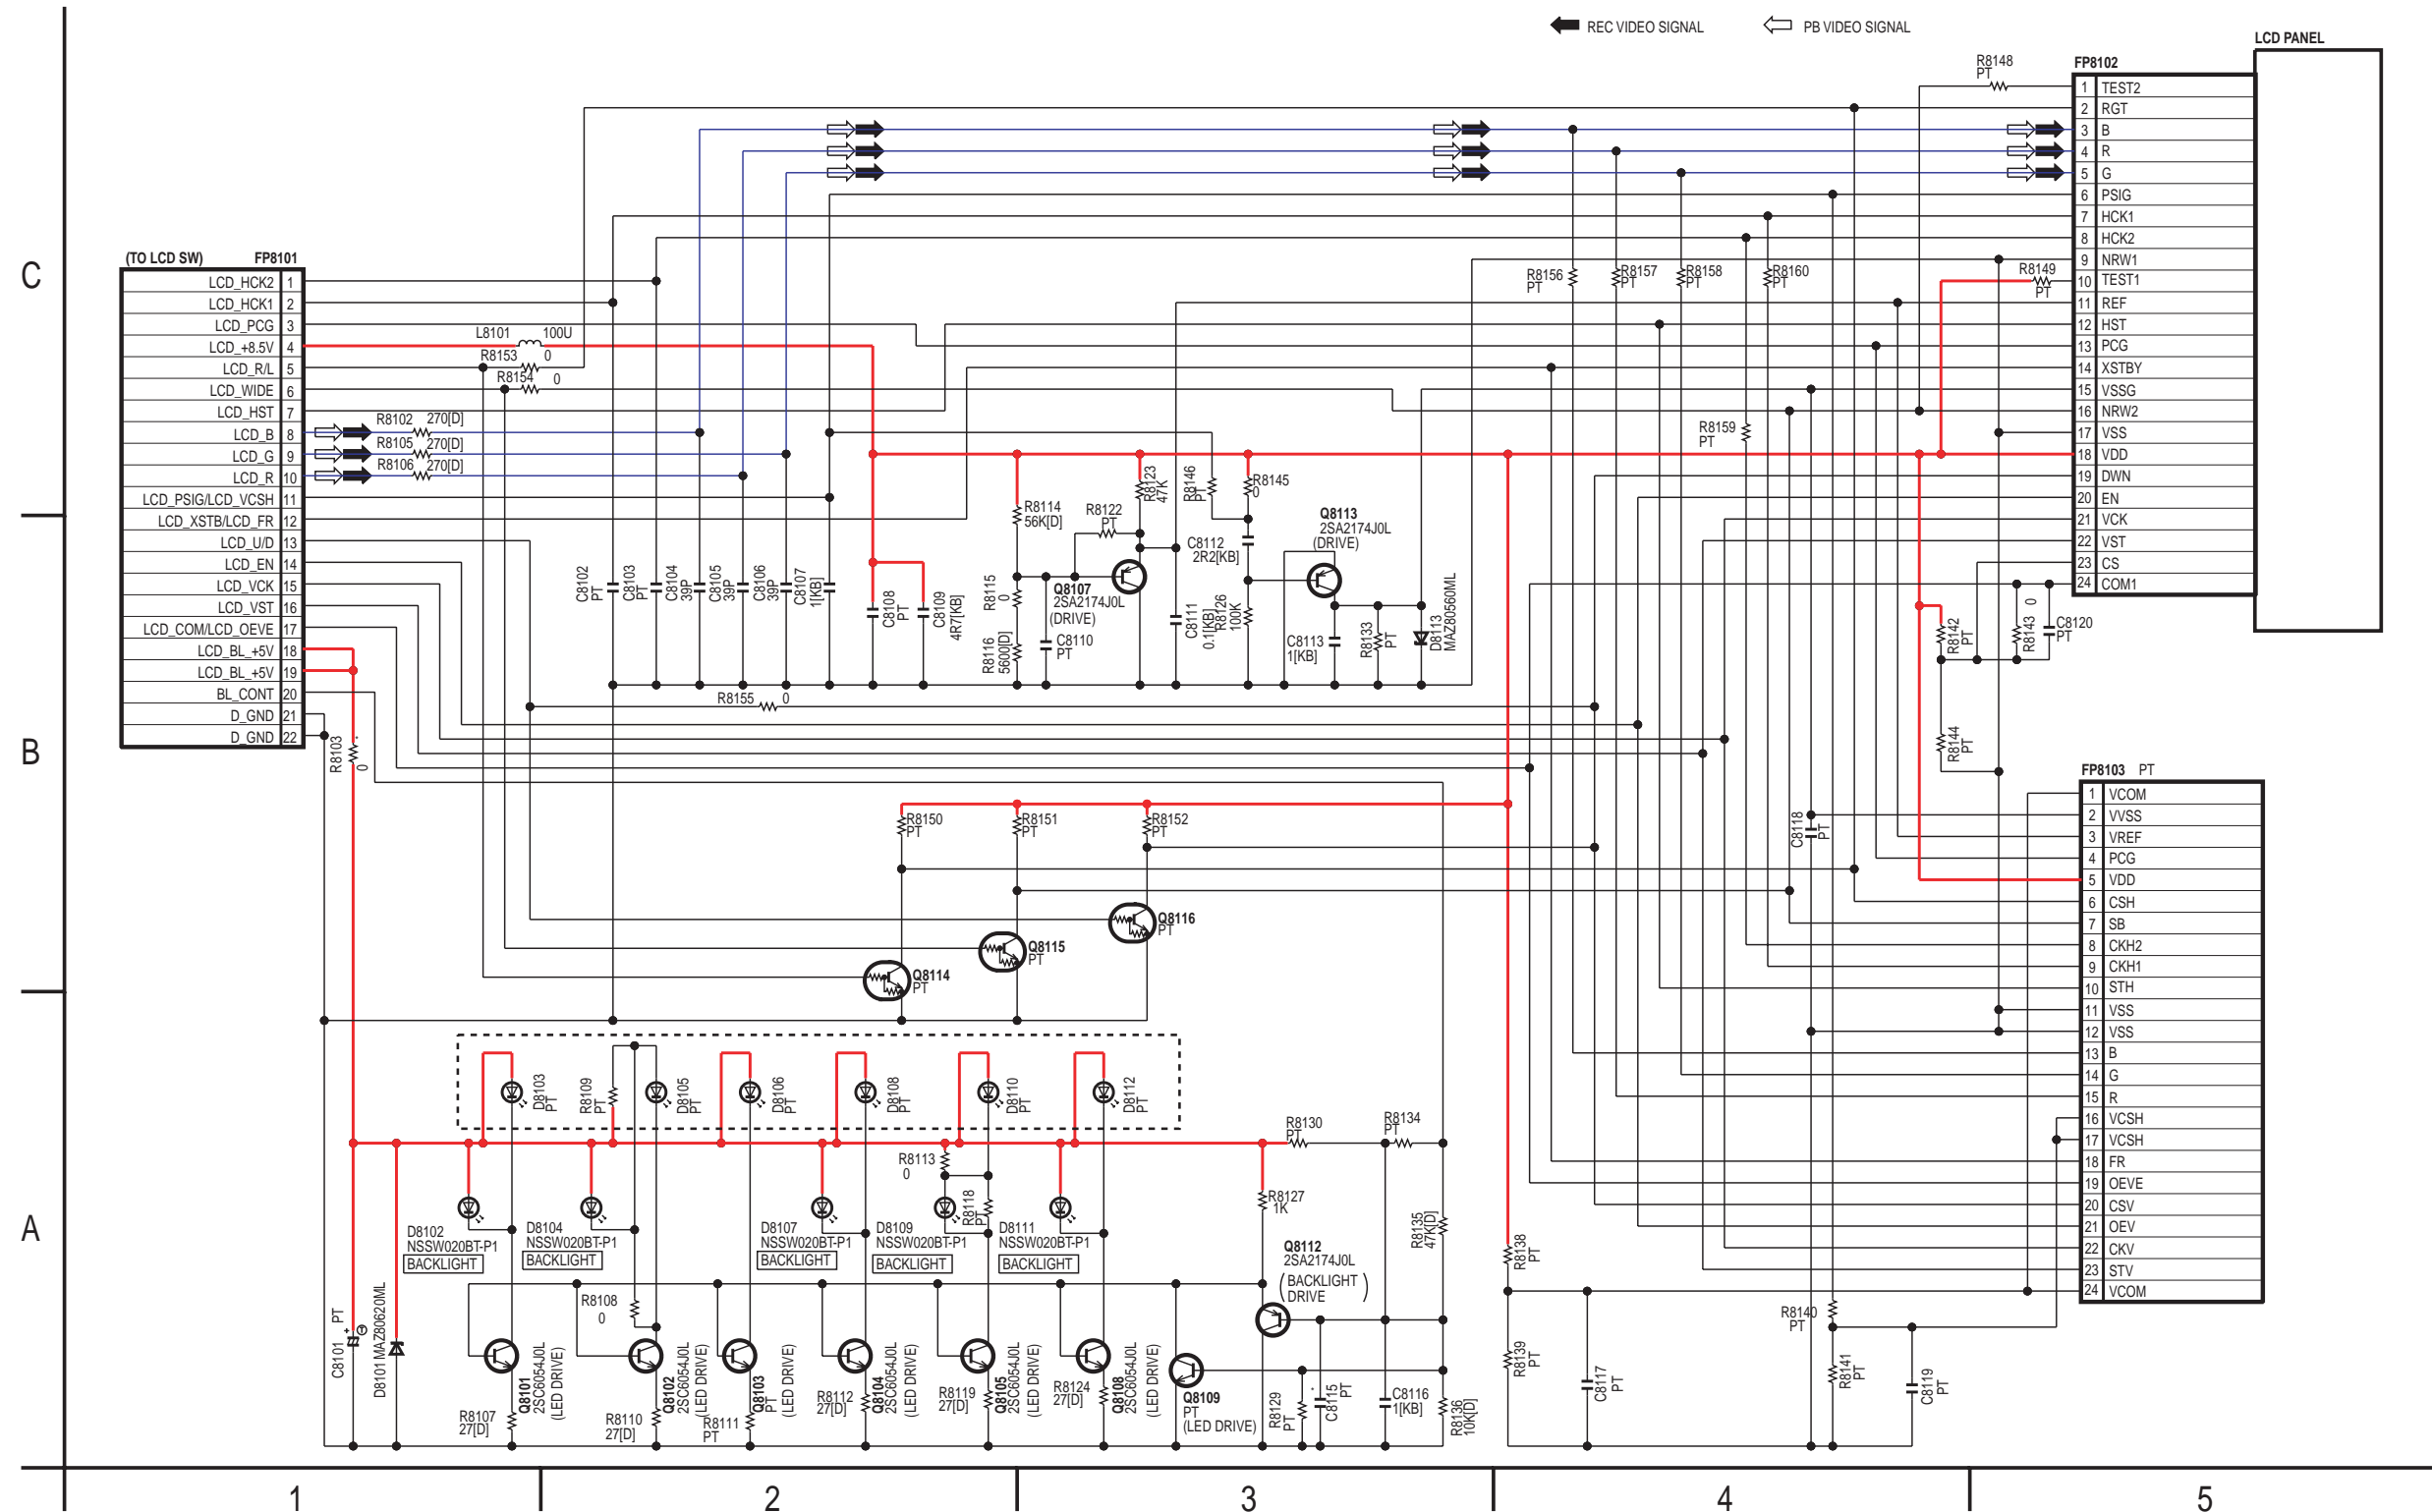 REC VIDEO SIGNAL
PB VIDEO SIGNAL
LCD PANEL
FP8102
1 TEST2
2 RGT
3 B
4 R
5 G
6 PSIG
7 HCK1
8 HCK2
9 NRW1
10 TEST1
11 REF
12 HST
13 PCG
14 XSTBY
15 VSSG
16 NRW2
17 VSS
18 VDD
19 DWN
20 EN
21 VCK
22 VST
23 CS
24 COM1
R8148
PT
R8149
PT
C
(TO LCD SW) FP8101
LCD_HCK2 1
LCD_HCK1 2
LCD_PCG 3
LCD_+8.5V 4
LCD_R/L 5
LCD_WIDE 6
LCD_HST 7
LCD_B 8
LCD_G 9
LCD_R 10
LCD_PSIG/LCD_VCSH 11
LCD_XSTB/LCD_FR 12
LCD_U/D 13
LCD_EN 14
LCD_VCK 15
LCD_VST 16
LCD_COM/LCD_OEVE 17
LCD_BL_+5V 18
LCD_BL_+5V 19
BL_CONT 20
D_GND 21
D_GND 22
L8101 100U
R8153 0
R8154 0
R8102 270[D]
R8105 270[D]
R8106 270[D]
R8156
PT
R8157
PT
R8158
PT
R8160
PT
R8159
PT
R8114
56K[D]
R8122
PT
R8123
47K
R8146
PT
R8145
0
C8112
2R2[KB]
Q8113
2SA2174J0L
(DRIVE)
C8102
PT
C8103
PT
C8104
39P
C8105
39P
C8106
39P
C8107
1[KB]
C8108
PT
C8109
4R7[KB]
R8115
0
R8116
5600[D]
Q8107
2SA2174J0L
(DRIVE)
C8110
PT
C8111
0.1[KB]
R8126
100K
C8113
1[KB]
R8133
PT
D8113
MAZ80560ML
R8142
PT
R8143
0
C8120
PT
R8144
PT
B
R8103
0
R8155 0
R8150
PT
R8151
PT
R8152
PT
C8118
PT
Q8116
PT
Q8115
PT
Q8114
PT
FP8103 PT
1 VCOM
2 VVSS
3 VREF
4 PCG
5 VDD
6 CSH
7 SB
8 CKH2
9 CKH1
10 STH
11 VSS
12 VSS
13 B
14 G
15 R
16 VCSH
17 VCSH
18 FR
19 OEVE
20 CSV
21 OEV
22 CKV
23 STV
24 VCOM
D8103
PT
R8109
PT
D8105
PT
D8106
PT
D8108
PT
D8110
PT
D8112
PT
R8130
PT
R8134
PT
R8113
0
R8118
PT
R8127
1K
A
D8102
NSSW020BT-P1
BACKLIGHT
D8104
NSSW020BT-P1
BACKLIGHT
D8107
NSSW020BT-P1
BACKLIGHT
D8109
NSSW020BT-P1
BACKLIGHT
D8111
NSSW020BT-P1
BACKLIGHT
Q8112
2SA2174J0L
(BACKLIGHT
DRIVE)
R8135
47K[D]
R8138
PT
R8108
0
C8101 PT
+ T
D8101 MAZ80620ML
Q8101
2SC6054J0L
(LED DRIVE)
Q8102
2SC6054J0L
(LED DRIVE)
Q8103
PT
(LED DRIVE)
Q8104
2SC6054J0L
(LED DRIVE)
Q8105
2SC6054J0L
(LED DRIVE)
Q8108
2SC6054J0L
(LED DRIVE)
Q8109
PT
(LED DRIVE)
R8107
27[D]
R8110
27[D]
R8111
PT
R8112
27[D]
R8119
27[D]
R8124
27[D]
R8129
PT
C8115
PT
C8116
1[KB]
R8136
10K[D]
R8139
PT
C8117
PT
R8140
PT
R8141
PT
C8119
PT
1 2 3 4 5